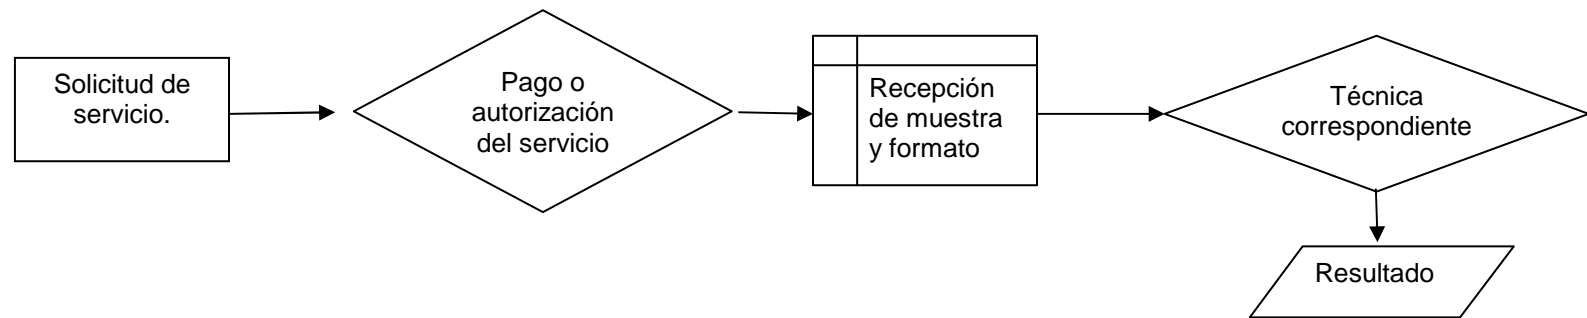 Solicitud de
servicio.
Pago o
autorización
del servicio
Recepción
de muestra
y formato
Técnica
correspondiente
Resultado